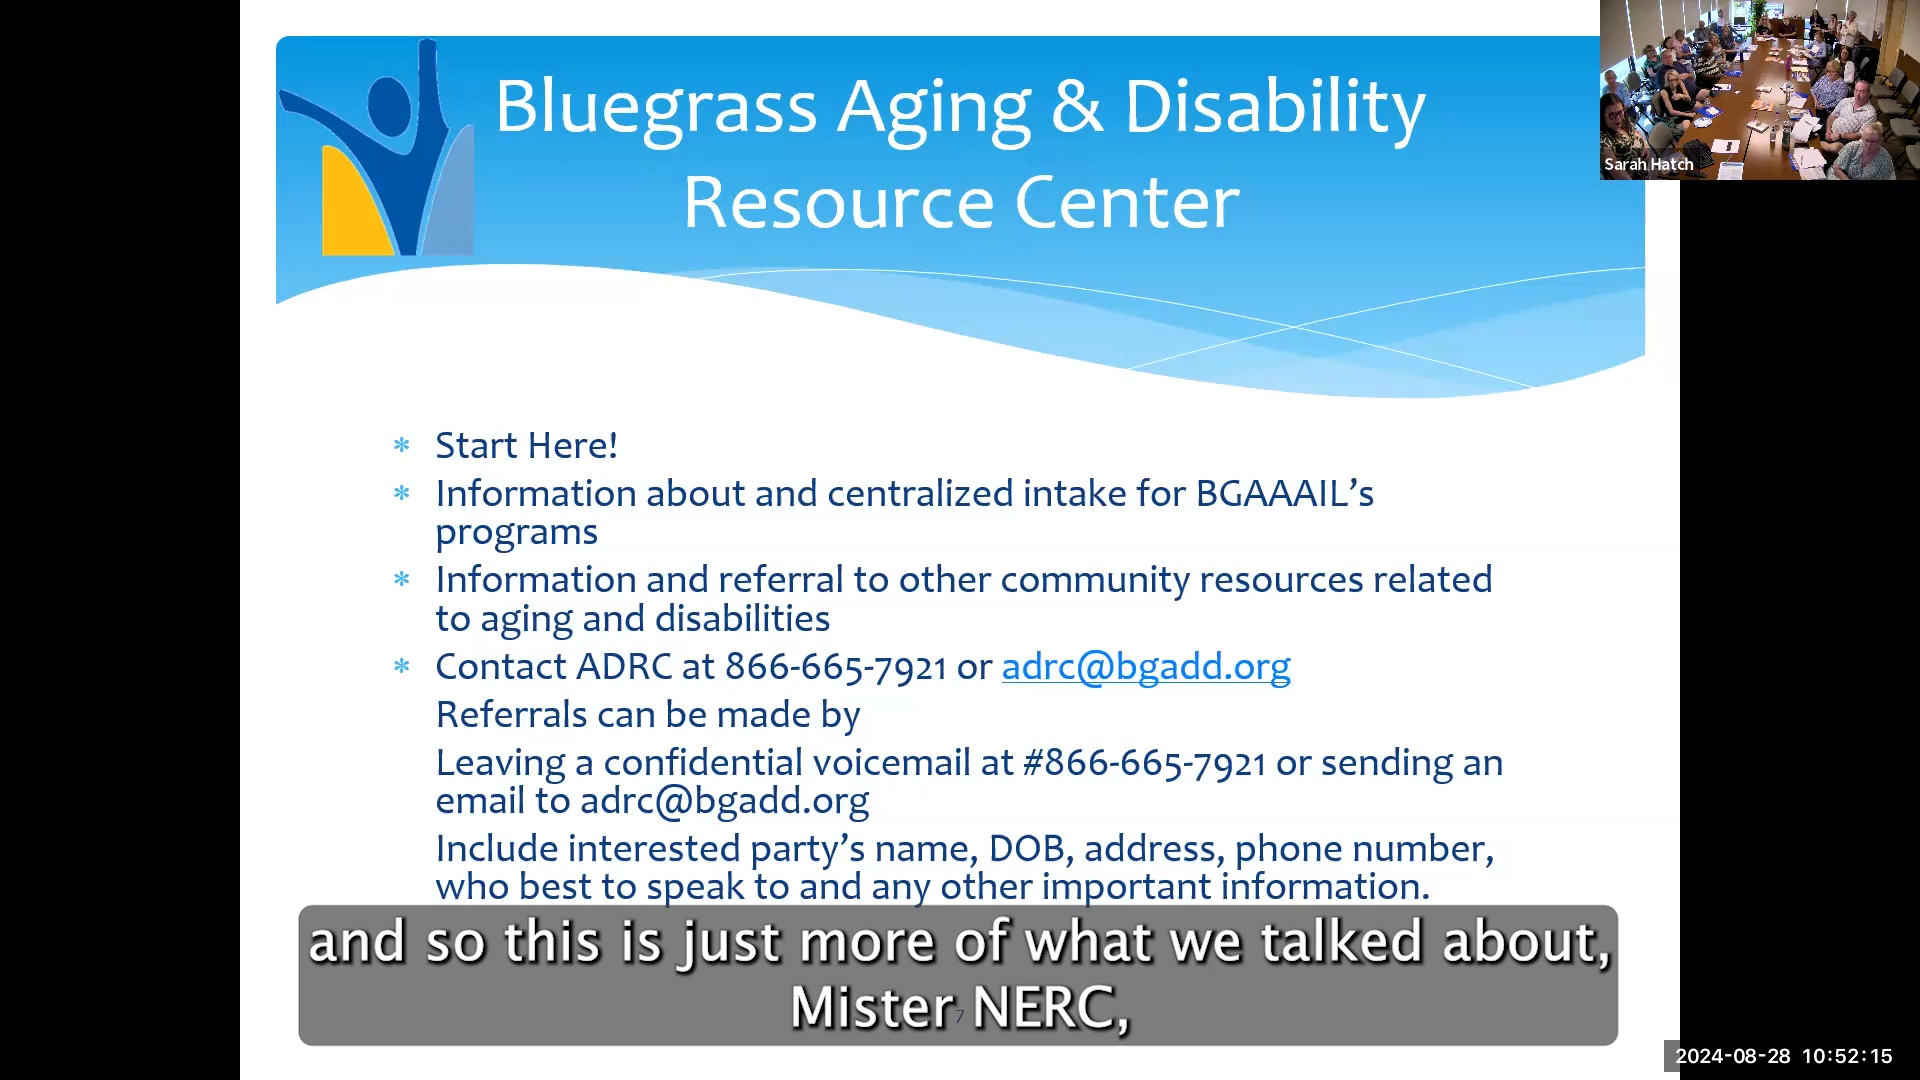 Bluegrass Aging & Disability
Resource Center
Sarah Hatch
* Start Here!
* Information about and centralized intake for BGAAAIL’s
programs
* Information and referral to other community resources related
to aging and disabilities
* Contact ADRC at 866-665-7921 or adrc@bgadd.org
Referrals can be made by
Leaving a confidential voicemail at #866-665-7921 or sending an
email to adrc@bgadd.org
Include interested party’s name, DOB, address, phone number,
who best to speak to and any other important information.
and so this is just more of what we talked about,
Mister NERC,
7
2024-08-28 10:52:15